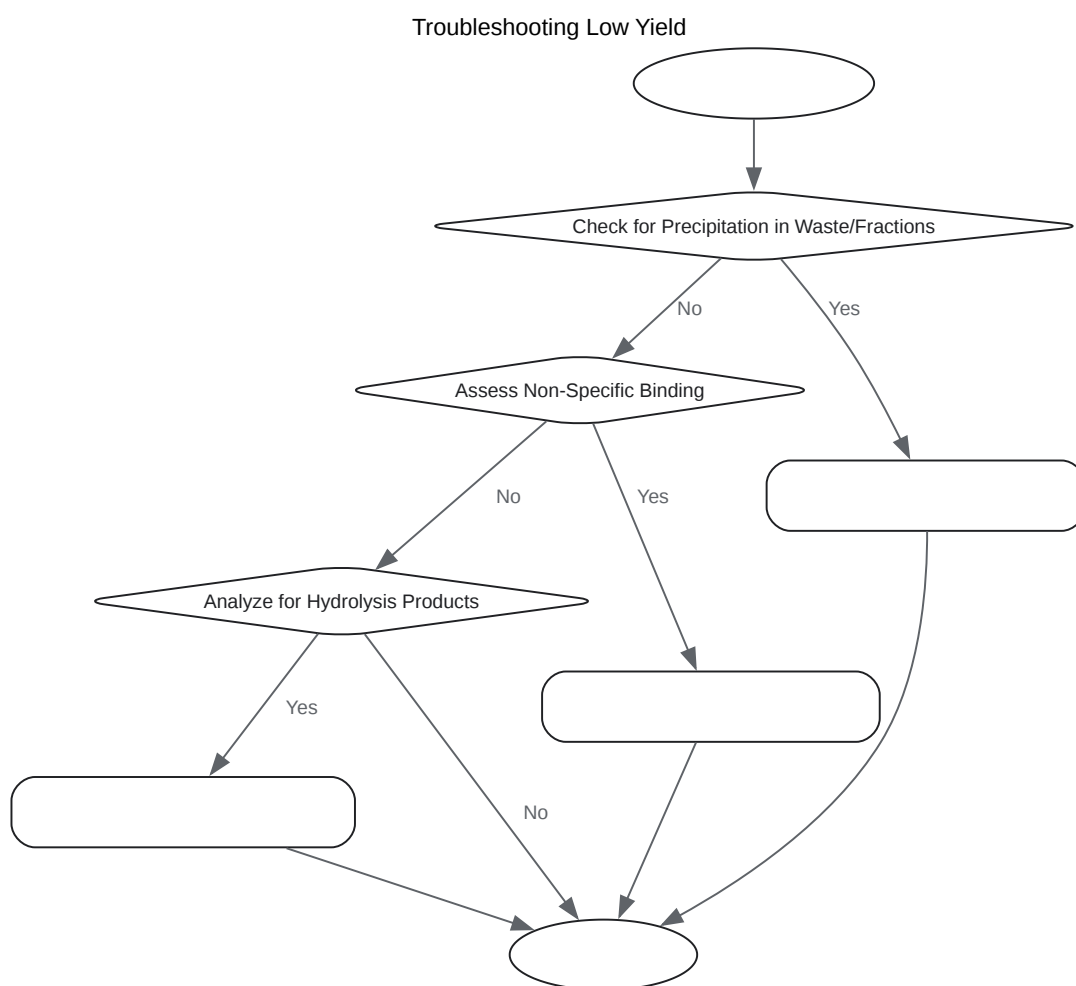 Troubleshooting Low Yield
Check for Precipitation in Waste/Fractions
No
Yes
Assess Non-Specific Binding
No
Yes
Analyze for Hydrolysis Products
Yes
No